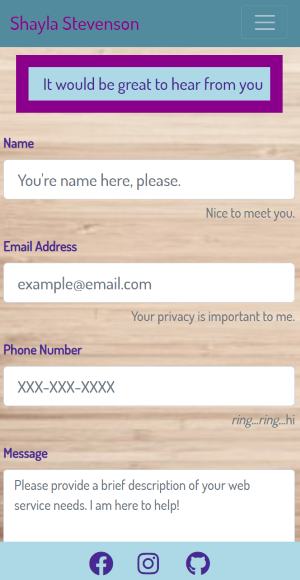 Shayla Stevenson
It would be great to hear from you
Name
You're name here, please.
Nice to meet you.
Email Address
example@email.com
Your privacy is important to me.
Phone Number
XXX-XXX-XXXX
ring...ring...hi
Message
Please provide a brief description of your web
service needs. I am here to help!